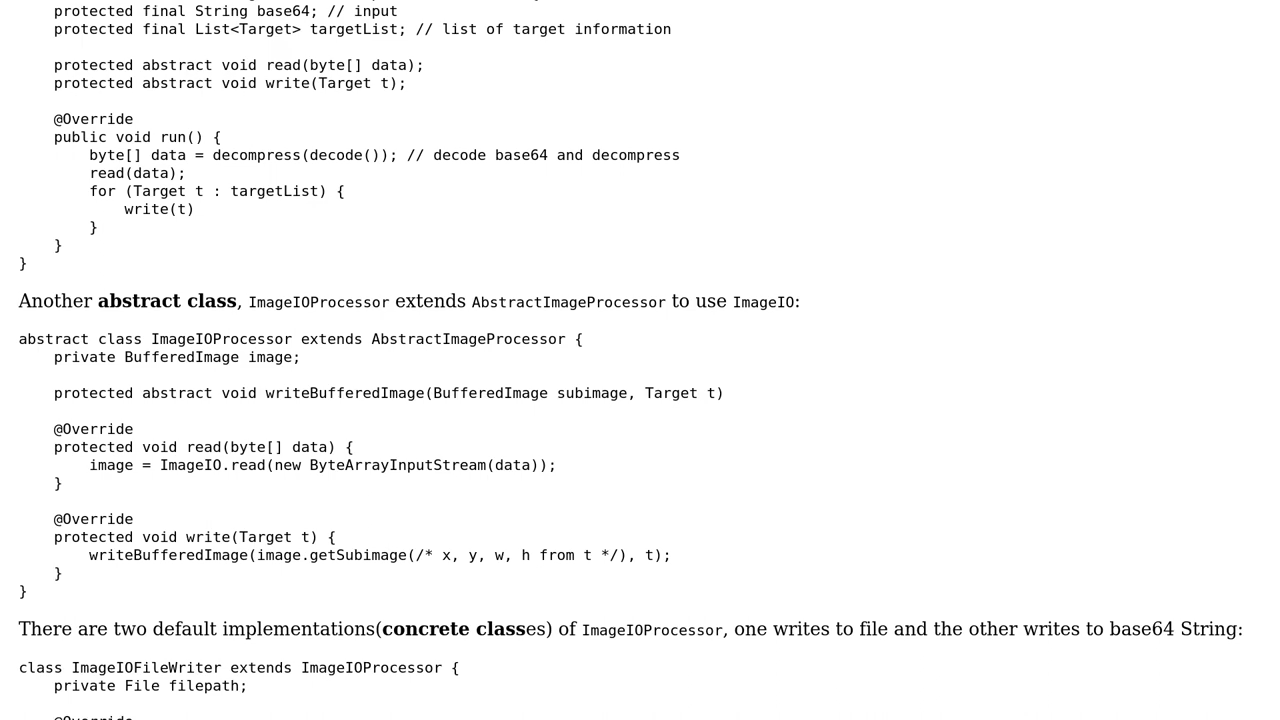 protected final String base64; // input
    protected final List<Target> targetList; // list of target information

    protected abstract void read(byte[] data);
    protected abstract void write(Target t);

    @Override
    public void run() {
        byte[] data = decompress(decode()); // decode base64 and decompress
        read(data);
        for (Target t : targetList) {
            write(t)
        }
    }
}
Another abstract class, ImageIOProcessor extends AbstractImageProcessor to use ImageIO:
abstract class ImageIOProcessor extends AbstractImageProcessor {
    private BufferedImage image;

    protected abstract void writeBufferedImage(BufferedImage subimage, Target t)

    @Override
    protected void read(byte[] data) {
        image = ImageIO.read(new ByteArrayInputStream(data));
    }

    @Override
    protected void write(Target t) {
        writeBufferedImage(image.getSubimage(/* x, y, w, h from t */), t);
    }
}
There are two default implementations(concrete classes) of ImageIOProcessor, one writes to file and the other writes to base64 String:
class ImageIOFileWriter extends ImageIOProcessor {
    private File filepath;

    @Override